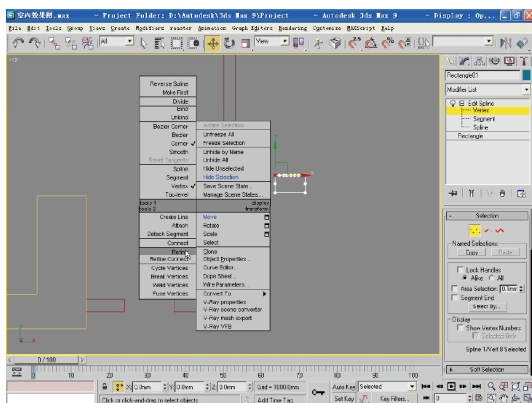 室内效果图.max - Project Folder: D:\Autodesk\3ds Max 9\Project - Autodesk 3ds Max 9 - Display : Op...
File Edit Tools Group Views Create Modifiers reactor Animation Graph Editors Rendering Customize MAXScript Help
All
View
Reverse Spline
Make First
Divide
Bind
Unbind
Bezier Corner
Bezier
Corner
Smooth
Reset Tangents
Spline
Segment
Vertex
Top-level
Isolate Selection
Unfreeze All
Freeze Selection
Unhide by Name
Unhide All
Hide Unselected
Hide Selection
Save Scene State...
Manage Scene States...
tools 1 display
tools 2 transform
Create Line
Attach
Detach Segment
Connect
Refine
Refine Connect
Cycle Vertices
Break Vertices
Weld Vertices
Fuse Vertices
Move
Rotate
Scale
Select
Clone
Object Properties...
Curve Editor...
Dope Sheet...
Wire Parameters...
Convert To
V-Ray properties
V-Ray scene converter
V-Ray mesh export
V-Ray VFB
Rectangle01
Modifier List
Edit Spline
Vertex
Segment
Spline
Rectangle
Selection
Named Selections:
Copy Paste
Lock Handles
Alike All
Area Selection: 0.1mm
Segment End
Select By...
Display
Show Vertex Numbers
Selected Only
Spline 1/Vert 8 Selected
Soft Selection
0 / 100
0 10 20 30 40 50 60 70 80 90 100
X: 0.0mm Y: 0.0mm Z: 0.0mm Grid = 1000.0mm
Auto Key Selected
Click or click-and-drag to select objects Add Time Tag
Set Key Key Filters... 0